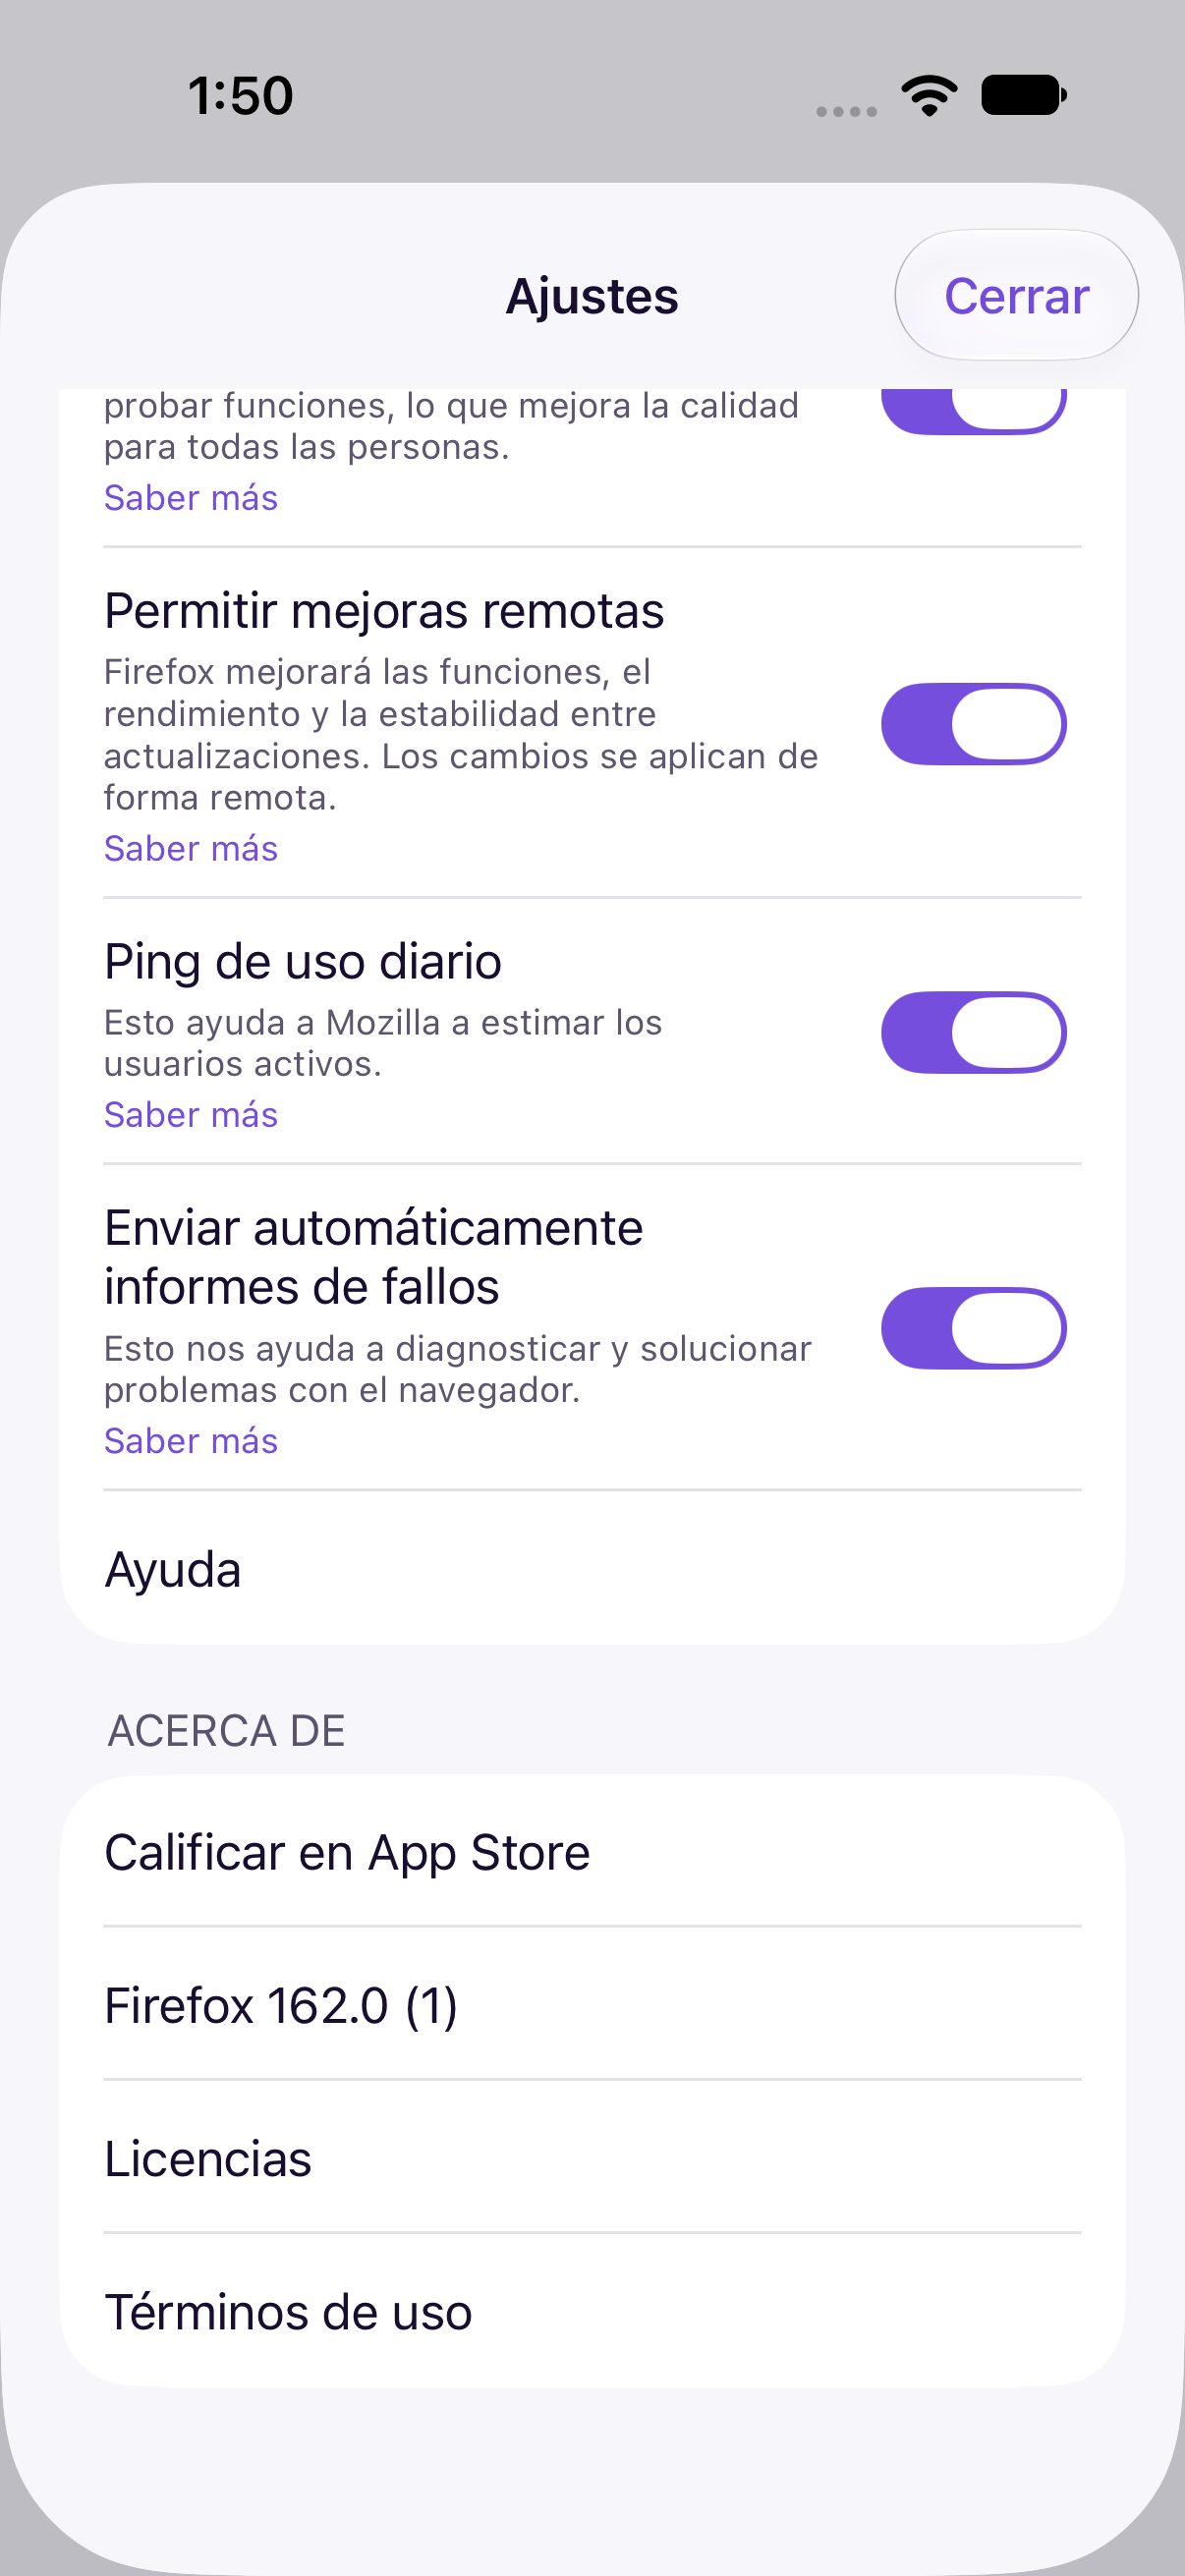 1:50
Ajustes
Cerrar
probar funciones, lo que mejora la calidad
para todas las personas.
Saber más
Permitir mejoras remotas
Firefox mejorará las funciones, el
rendimiento y la estabilidad entre
actualizaciones. Los cambios se aplican de
forma remota.
Saber más
Ping de uso diario
Esto ayuda a Mozilla a estimar los
usuarios activos.
Saber más
Enviar automáticamente
informes de fallos
Esto nos ayuda a diagnosticar y solucionar
problemas con el navegador.
Saber más
Ayuda
ACERCA DE
Calificar en App Store
Firefox 162.0 (1)
Licencias
Términos de uso